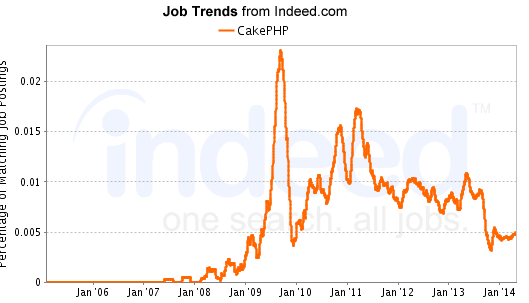 Job Trends from Indeed.com
CakePHP
Percentage of Matching Job Postings
0.02
0.015
0.01
0.005
0
indeed™
one search. all jobs.
Jan '06 Jan '07 Jan '08 Jan '09 Jan '10 Jan '11 Jan '12 Jan '13 Jan '14